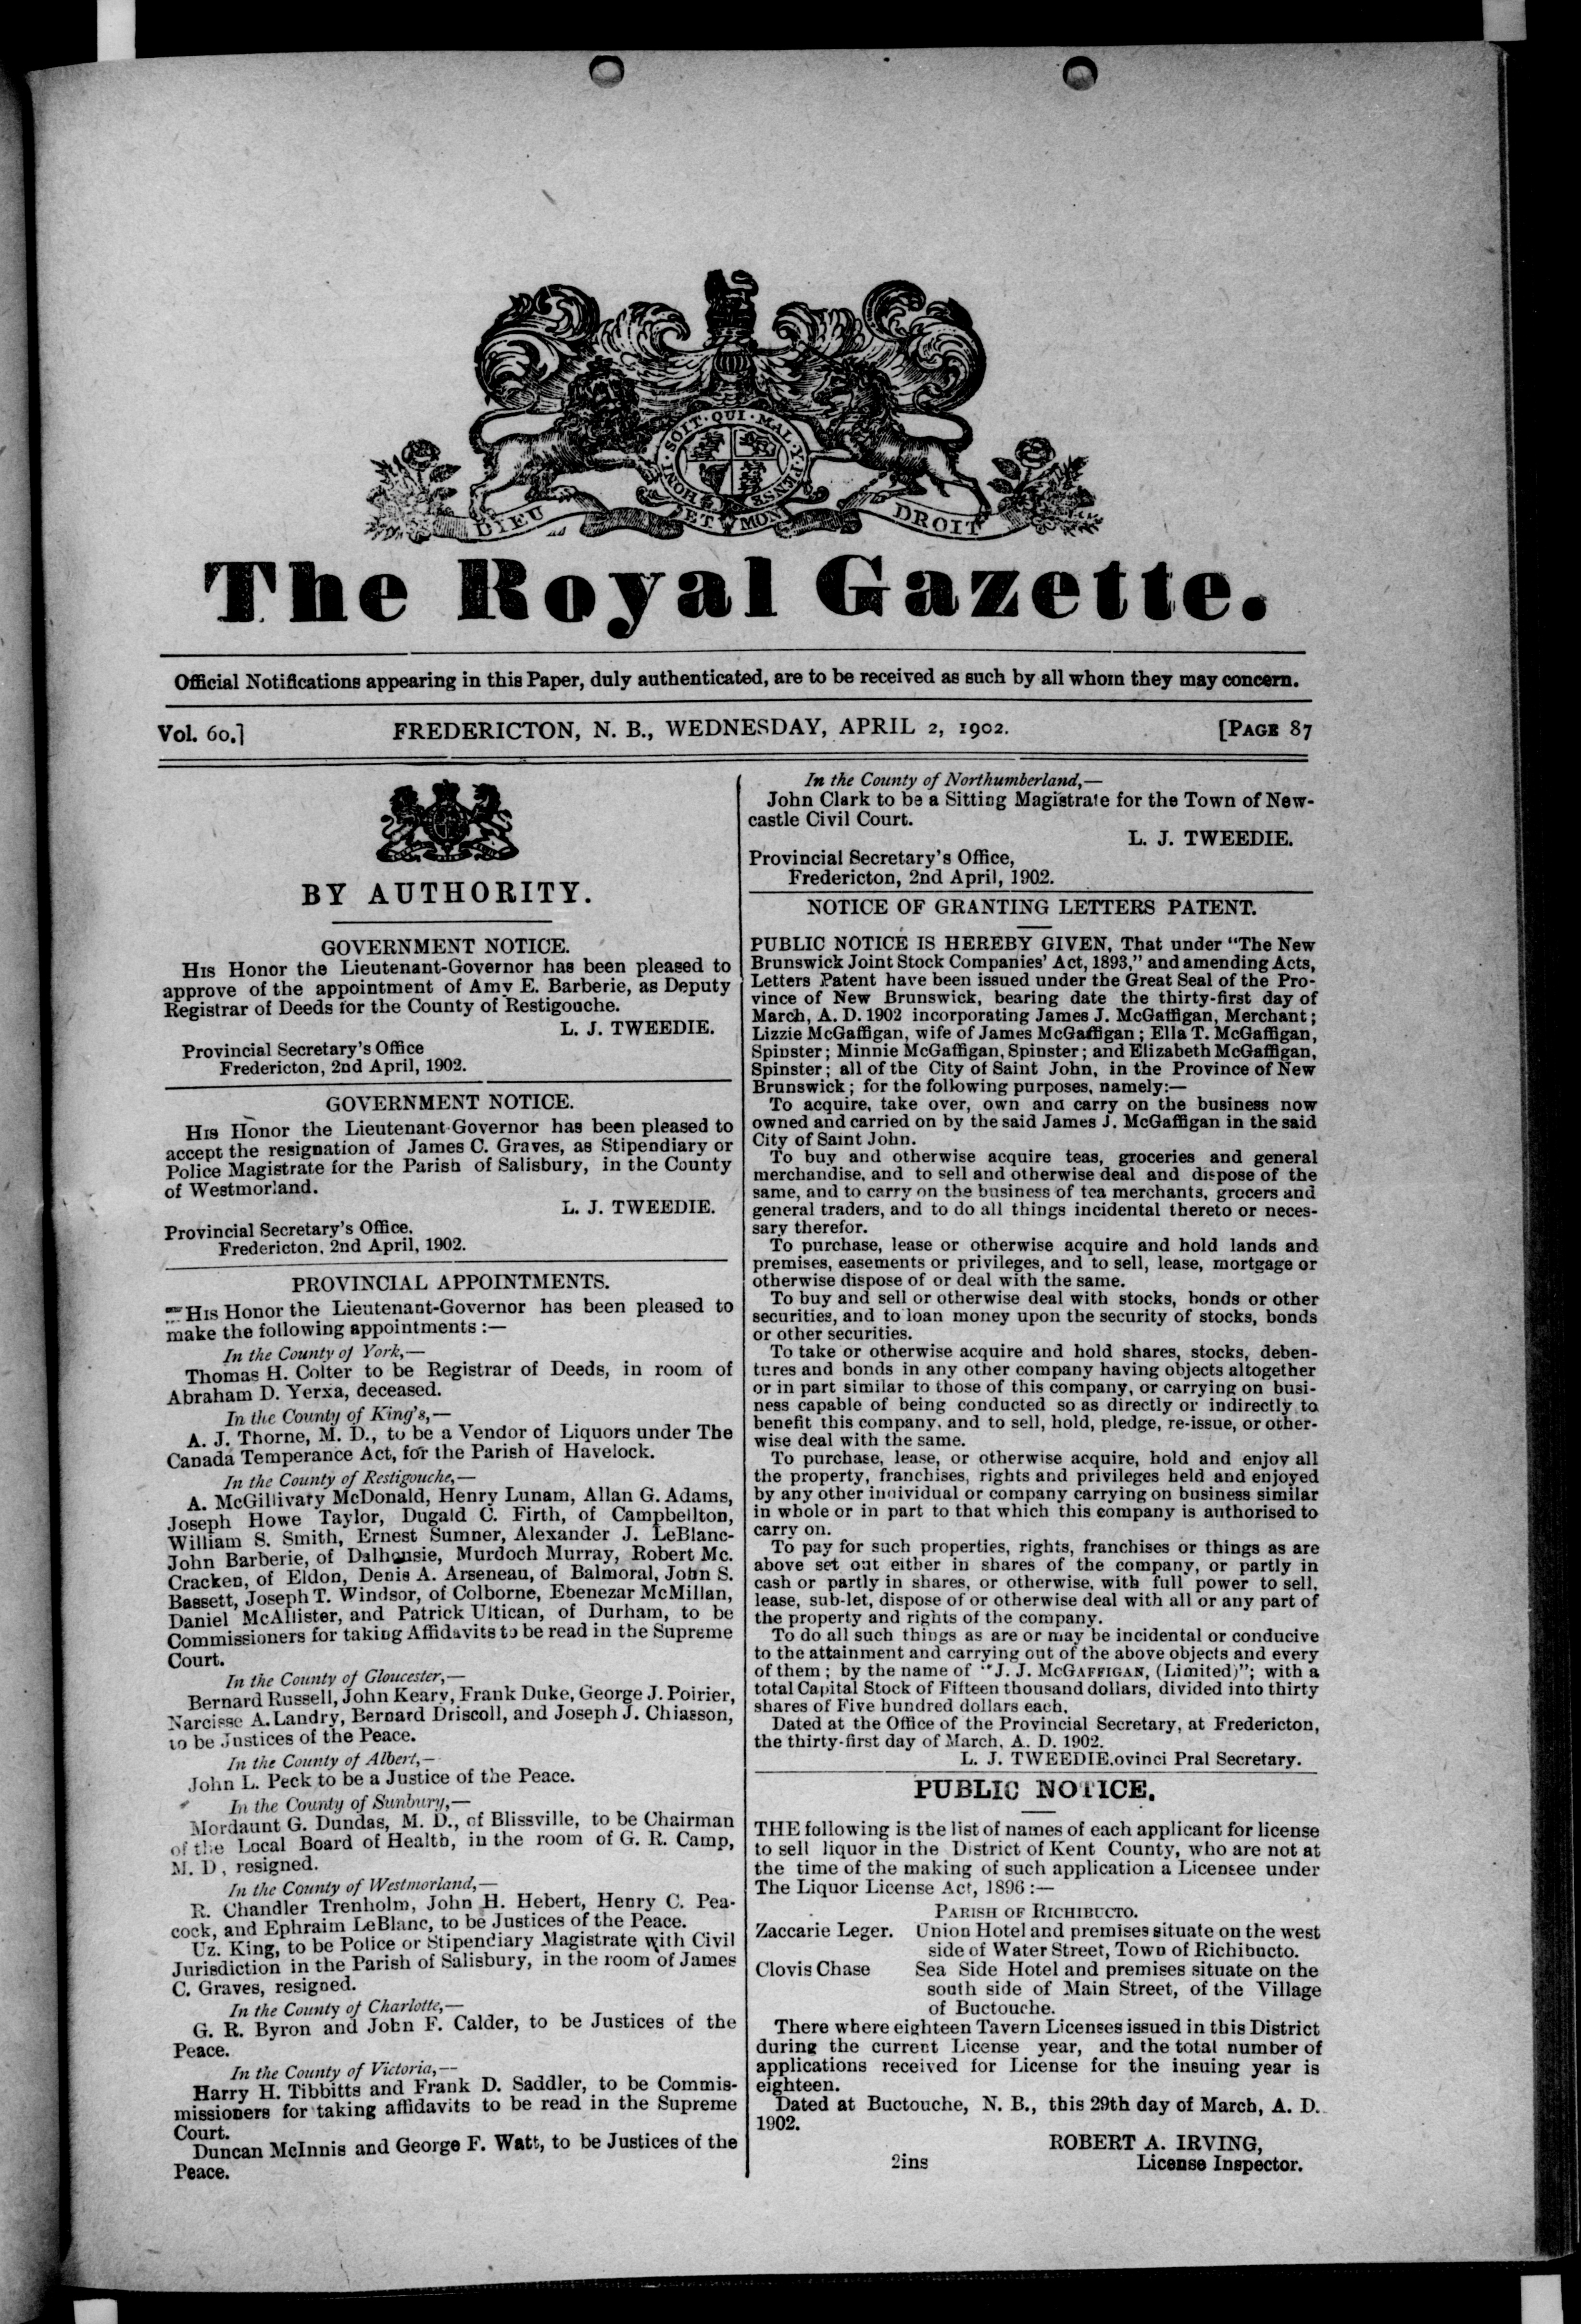 HONI · SOIT · QUI · MAL · Y · PENSE
DIEU ET MON DROIT
The Royal Gazette.
Official Notifications appearing in this Paper, duly authenticated, are to be received as such by all whom they may concern.
Vol. 60.] FREDERICTON, N. B., WEDNESDAY, APRIL 2, 1902. [PAGE 87
BY AUTHORITY.
GOVERNMENT NOTICE.
HIS Honor the Lieutenant-Governor has been pleased to
approve of the appointment of Amy E. Barberie, as Deputy
Registrar of Deeds for the County of Restigouche.
L. J. TWEEDIE.
Provincial Secretary's Office
Fredericton, 2nd April, 1902.
GOVERNMENT NOTICE.
HIS Honor the Lieutenant-Governor has been pleased to
accept the resignation of James C. Graves, as Stipendiary or
Police Magistrate for the Parish of Salisbury, in the County
of Westmorland.
L. J. TWEEDIE.
Provincial Secretary's Office.
Fredericton, 2nd April, 1902.
PROVINCIAL APPOINTMENTS.
HIS Honor the Lieutenant-Governor has been pleased to
make the following appointments :—
In the County of York,—
Thomas H. Colter to be Registrar of Deeds, in room of
Abraham D. Yerxa, deceased.
In the County of King's,—
A. J. Thorne, M. D., to be a Vendor of Liquors under The
Canada Temperance Act, for the Parish of Havelock.
In the County of Restigouche,—
A. McGillivary McDonald, Henry Lunam, Allan G. Adams,
Joseph Howe Taylor, Dugald C. Firth, of Campbellton,
William S. Smith, Ernest Sumner, Alexander J. LeBlanc-
John Barberie, of Dalhousie, Murdoch Murray, Robert Mc.
Cracken, of Eldon, Denis A. Arseneau, of Balmoral, John S.
Bassett, Joseph T. Windsor, of Colborne, Ebenezar McMillan,
Daniel McAllister, and Patrick Ultican, of Durham, to be
Commissioners for taking Affidavits to be read in the Supreme
Court.
In the County of Gloucester,—
Bernard Russell, John Keary, Frank Duke, George J. Poirier,
Narcisse A. Landry, Bernard Driscoll, and Joseph J. Chiasson,
to be Justices of the Peace.
In the County of Albert,—
John L. Peck to be a Justice of the Peace.
In the County of Sunbury,—
Mordaunt G. Dundas, M. D., of Blissville, to be Chairman
of the Local Board of Health, in the room of G. R. Camp,
M. D, resigned.
In the County of Westmorland,—
R. Chandler Trenholm, John H. Hebert, Henry C. Pea-
cock, and Ephraim LeBlanc, to be Justices of the Peace.
Uz. King, to be Police or Stipendiary Magistrate with Civil
Jurisdiction in the Parish of Salisbury, in the room of James
C. Graves, resigned.
In the County of Charlotte,—
G. R. Byron and John F. Calder, to be Justices of the
Peace.
In the County of Victoria,—
Harry H. Tibbitts and Frank D. Saddler, to be Commis-
missioners for taking affidavits to be read in the Supreme
Court.
Duncan McInnis and George F. Watt, to be Justices of the
Peace.
In the County of Northumberland,—
John Clark to be a Sitting Magistrate for the Town of New-
castle Civil Court.
L. J. TWEEDIE.
Provincial Secretary's Office,
Fredericton, 2nd April, 1902.
NOTICE OF GRANTING LETTERS PATENT.
PUBLIC NOTICE IS HEREBY GIVEN, That under "The New
Brunswick Joint Stock Companies' Act, 1893," and amending Acts,
Letters Patent have been issued under the Great Seal of the Pro-
vince of New Brunswick, bearing date the thirty-first day of
March, A. D. 1902 incorporating James J. McGaffigan, Merchant;
Lizzie McGaffigan, wife of James McGaffigan; Ella T. McGaffigan,
Spinster; Minnie McGaffigan, Spinster; and Elizabeth McGaffigan,
Spinster; all of the City of Saint John, in the Province of New
Brunswick; for the following purposes, namely:—
To acquire, take over, own and carry on the business now
owned and carried on by the said James J. McGaffigan in the said
City of Saint John.
To buy and otherwise acquire teas, groceries and general
merchandise, and to sell and otherwise deal and dispose of the
same, and to carry on the business of tea merchants, grocers and
general traders, and to do all things incidental thereto or neces-
sary therefor.
To purchase, lease or otherwise acquire and hold lands and
premises, easements or privileges, and to sell, lease, mortgage or
otherwise dispose of or deal with the same.
To buy and sell or otherwise deal with stocks, bonds or other
securities, and to loan money upon the security of stocks, bonds
or other securities.
To take or otherwise acquire and hold shares, stocks, deben-
tures and bonds in any other company having objects altogether
or in part similar to those of this company, or carrying on busi-
ness capable of being conducted so as directly or indirectly to
benefit this company, and to sell, hold, pledge, re-issue, or other-
wise deal with the same.
To purchase, lease, or otherwise acquire, hold and enjoy all
the property, franchises, rights and privileges held and enjoyed
by any other individual or company carrying on business similar
in whole or in part to that which this company is authorised to
carry on.
To pay for such properties, rights, franchises or things as are
above set out either in shares of the company, or partly in
cash or partly in shares, or otherwise, with full power to sell,
lease, sub-let, dispose of or otherwise deal with all or any part of
the property and rights of the company.
To do all such things as are or may be incidental or conducive
to the attainment and carrying out of the above objects and every
of them; by the name of "J. J. MCGAFFIGAN, (Limited)"; with a
total Capital Stock of Fifteen thousand dollars, divided into thirty
shares of Five hundred dollars each.
Dated at the Office of the Provincial Secretary, at Fredericton,
the thirty-first day of March, A. D. 1902.
L. J. TWEEDIE.ovinci Pral Secretary.
PUBLIC NOTICE.
THE following is the list of names of each applicant for license
to sell liquor in the District of Kent County, who are not at
the time of the making of such application a Licensee under
The Liquor License Act, 1896 :—
PARISH OF RICHIBUCTO.
Zaccarie Leger. Union Hotel and premises situate on the west
side of Water Street, Town of Richibucto.
Clovis Chase Sea Side Hotel and premises situate on the
south side of Main Street, of the Village
of Buctouche.
There where eighteen Tavern Licenses issued in this District
during the current License year, and the total number of
applications received for License for the insuing year is
eighteen.
Dated at Buctouche, N. B., this 29th day of March, A. D.
1902.
ROBERT A. IRVING,
2ins License Inspector.